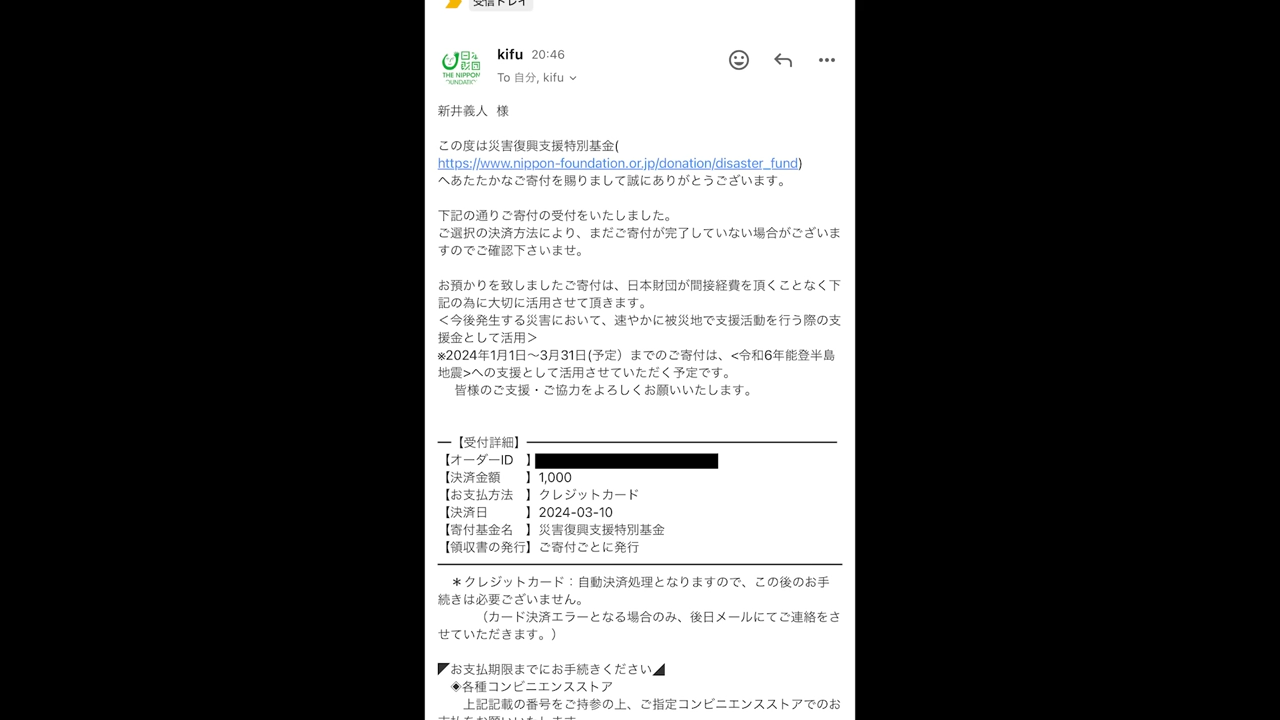 受信トレイ
kifu 20:46
To 自分, kifu
THE NIPPON
FOUNDATION
新井義人 様
この度は災害復興支援特別基金(
https://www.nippon-foundation.or.jp/donation/disaster_fund)
へあたたかなご寄付を賜りまして誠にありがとうございます。
下記の通りご寄付の受付をいたしました。
ご選択の決済方法により、まだご寄付が完了していない場合がございま
すのでご確認下さいませ。
お預かりを致しましたご寄付は、日本財団が間接経費を頂くことなく下
記の為に大切に活用させて頂きます。
＜今後発生する災害において、速やかに被災地で支援活動を行う際の支
援金として活用＞
※2024年1月1日～3月31日(予定）までのご寄付は、<令和6年能登半島
地震>への支援として活用させていただく予定です。
皆様のご支援・ご協力をよろしくお願いいたします。
―【受付詳細】―
【オーダーID　】
【決済金額　　】1,000
【お支払方法　】クレジットカード
【決済日　　　】2024-03-10
【寄付基金名　】災害復興支援特別基金
【領収書の発行】ご寄付ごとに発行
＊クレジットカード：自動決済処理となりますので、この後のお手
続きは必要ございません。
（カード決済エラーとなる場合のみ、後日メールにてご連絡をさ
せていただきます。）
◤お支払期限までにお手続きください◢
◈各種コンビニエンスストア
上記記載の番号をご持参の上、ご指定コンビニエンスストアでのお
支払をお願いいたします。